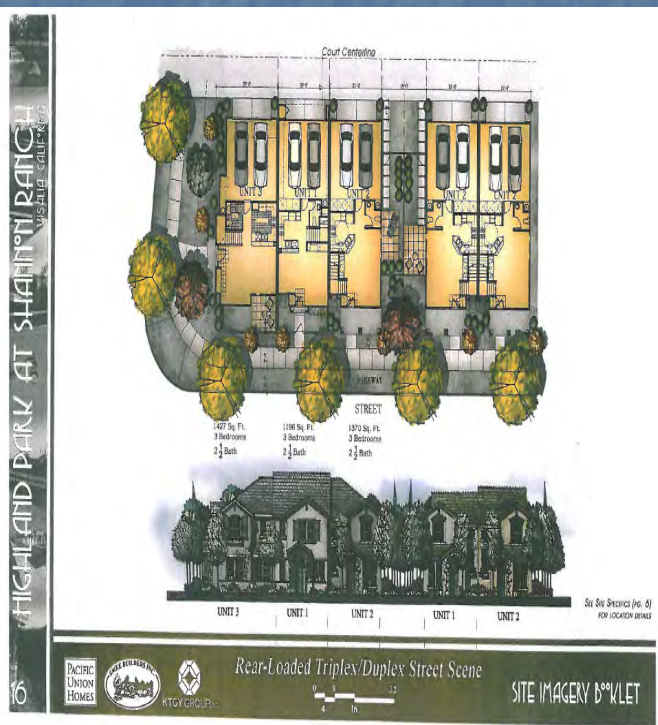 HIGHLAND PARK AT SHANNON RANCH
VISALIA CALIFORNIA
Court Centerline
UNIT 3
UNIT 1
UNIT 2
UNIT 2
PARKWAY
STREET
1427 Sq. Ft.
3 Bedrooms
2 1/2 Bath
1196 Sq. Ft.
3 Bedrooms
2 1/2 Bath
1370 Sq. Ft.
3 Bedrooms
2 1/2 Bath
UNIT 3
UNIT 1
UNIT 2
UNIT 1
UNIT 2
SEE SITE SPECIFICS (PG. 6)
FOR LOCATION DETAILS
16
PACIFIC
UNION
HOMES
KTGY GROUP
Rear-Loaded Triplex/Duplex Street Scene
SITE IMAGERY BOOKLET